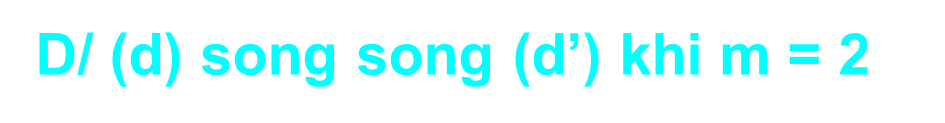 D/ (d) song song (d’) khi m = 2